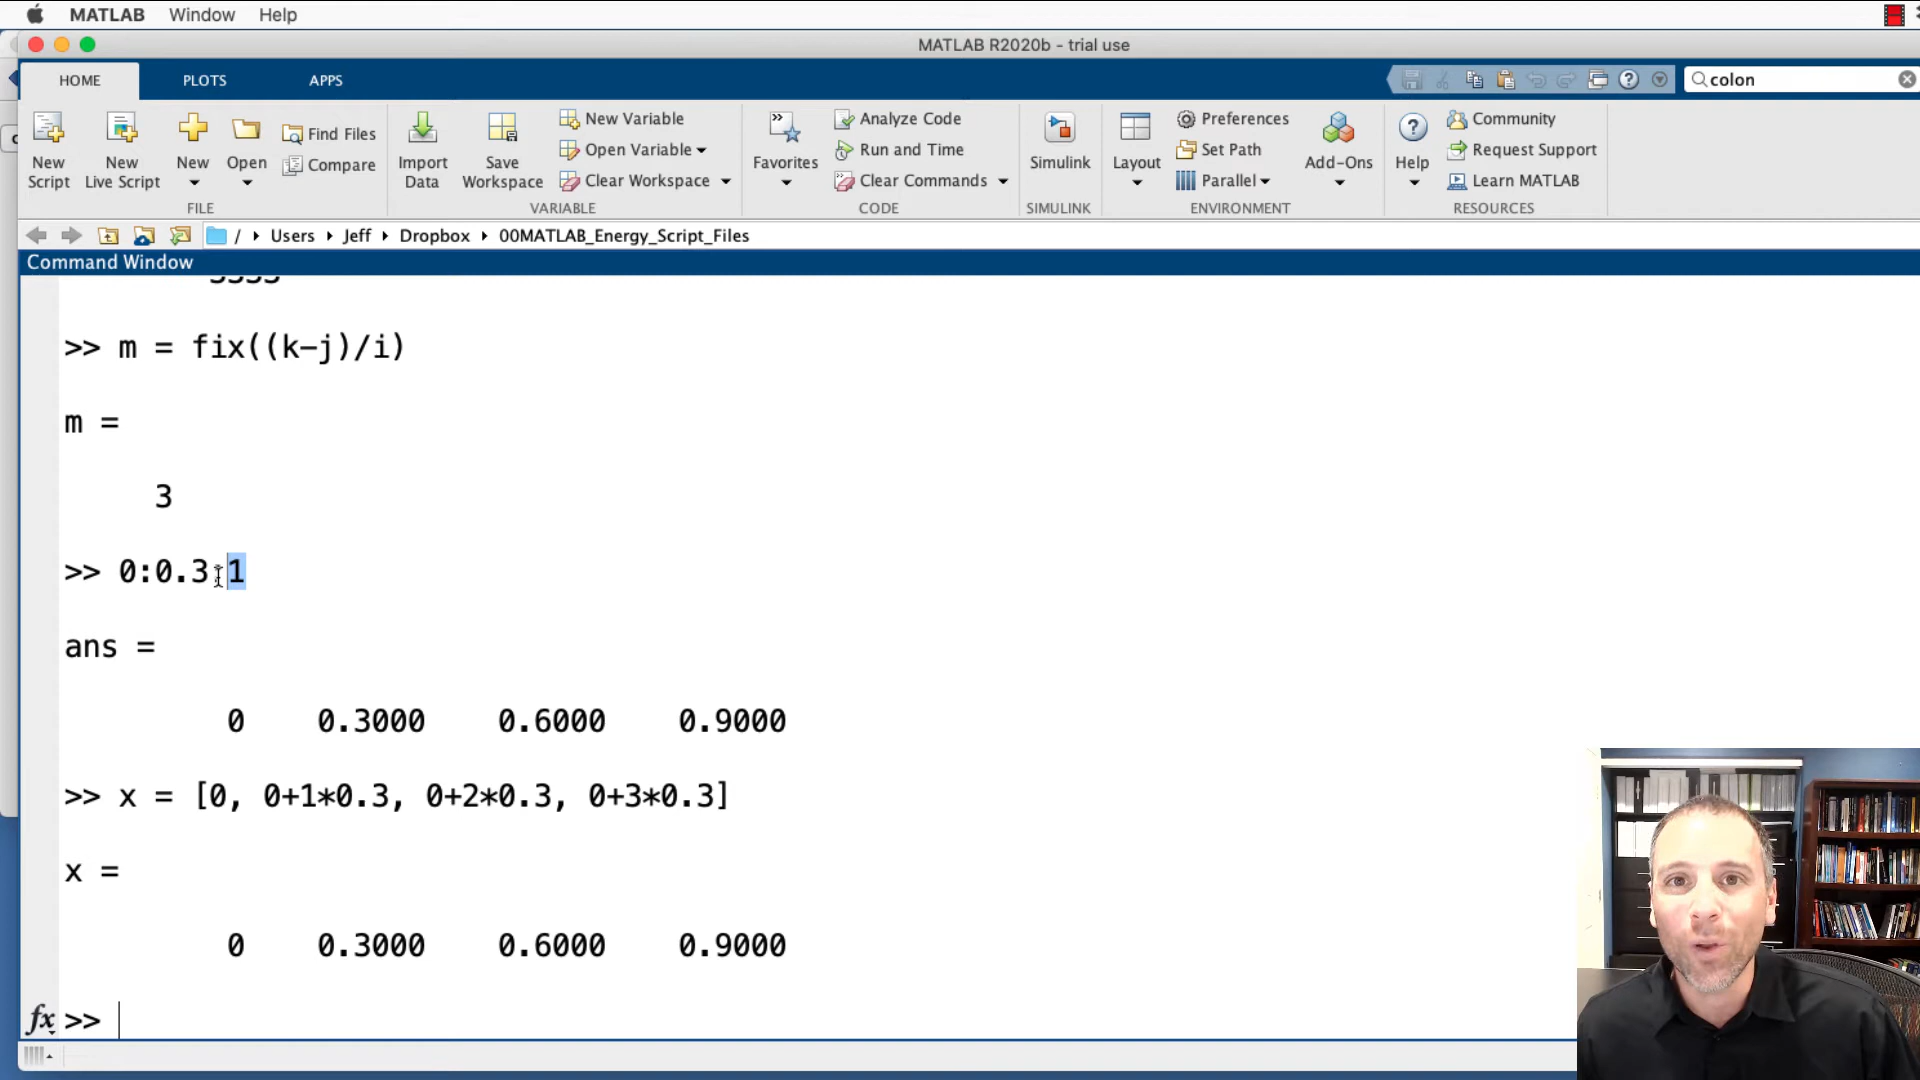 MATLAB Window Help
MATLAB R2020b - trial use
HOME PLOTS APPS
colon
New Script
New Live Script
New
Open
Find Files
Compare
FILE
Import Data
Save Workspace
New Variable
Open Variable
Clear Workspace
VARIABLE
Favorites
Analyze Code
Run and Time
Clear Commands
CODE
Simulink
SIMULINK
Layout
Preferences
Set Path
Parallel
Add-Ons
ENVIRONMENT
Help
Community
Request Support
Learn MATLAB
RESOURCES
/ Users Jeff Dropbox 00MATLAB_Energy_Script_Files
Command Window
>> m = fix((k-j)/i)
m =
3
>> 0:0.3:1
ans =
0 0.3000 0.6000 0.9000
>> x = [0, 0+1*0.3, 0+2*0.3, 0+3*0.3]
x =
0 0.3000 0.6000 0.9000
fx >>